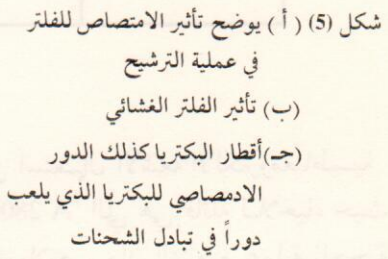 شكل (5) (أ) يوضح تأثير الامتصاص للفلتر
في عملية الترشيح
(ب) تأثير الفلتر الغشائي
(جـ) أقطار البكتريا كذلك الدور
الادمصاصي للبكتريا الذي يلعب
دوراً في تبادل الشحنات